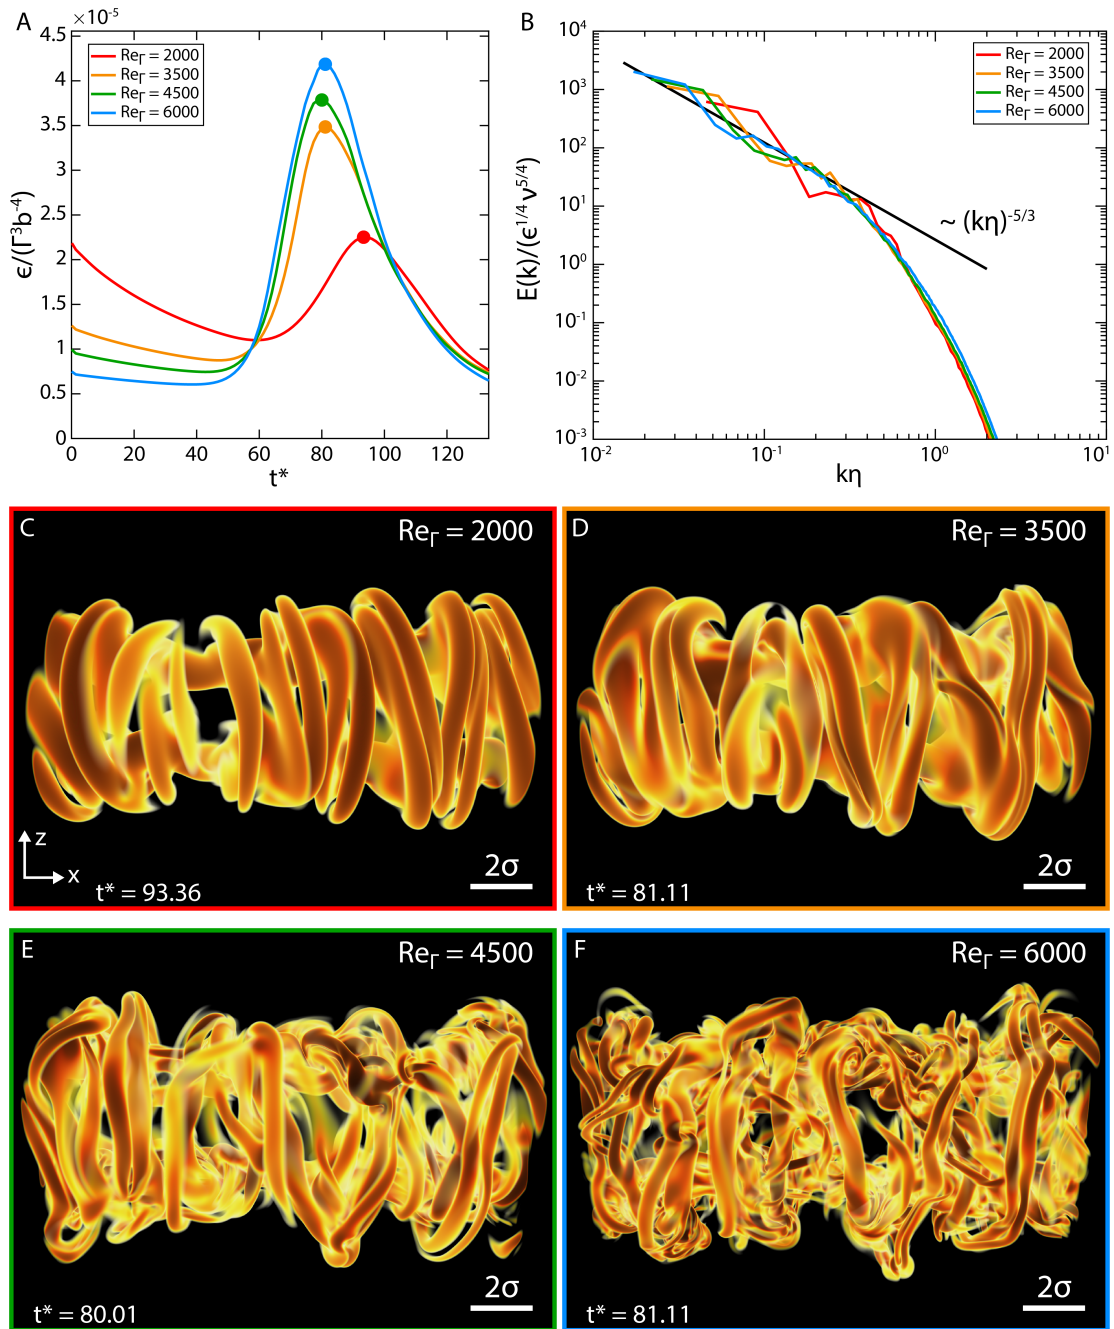 A
×10⁻⁵
4.5
4
3.5
3
2.5
2
1.5
1
0.5
0
ϵ/(Γ³b⁻⁴)
Re_Γ = 2000
Re_Γ = 3500
Re_Γ = 4500
Re_Γ = 6000
0 20 40 60 80 100 120
t*
B
10⁴
10³
10²
10¹
10⁰
10⁻¹
10⁻²
10⁻³
E(k)/(ϵ^1/4 ν^5/4)
Re_Γ = 2000
Re_Γ = 3500
Re_Γ = 4500
Re_Γ = 6000
~ (kη)^-5/3
10⁻² 10⁻¹ 10⁰ 10¹
kη
C
Re_Γ = 2000
z
x
t* = 93.36
2σ
D
Re_Γ = 3500
t* = 81.11
2σ
E
Re_Γ = 4500
t* = 80.01
2σ
F
Re_Γ = 6000
t* = 81.11
2σ